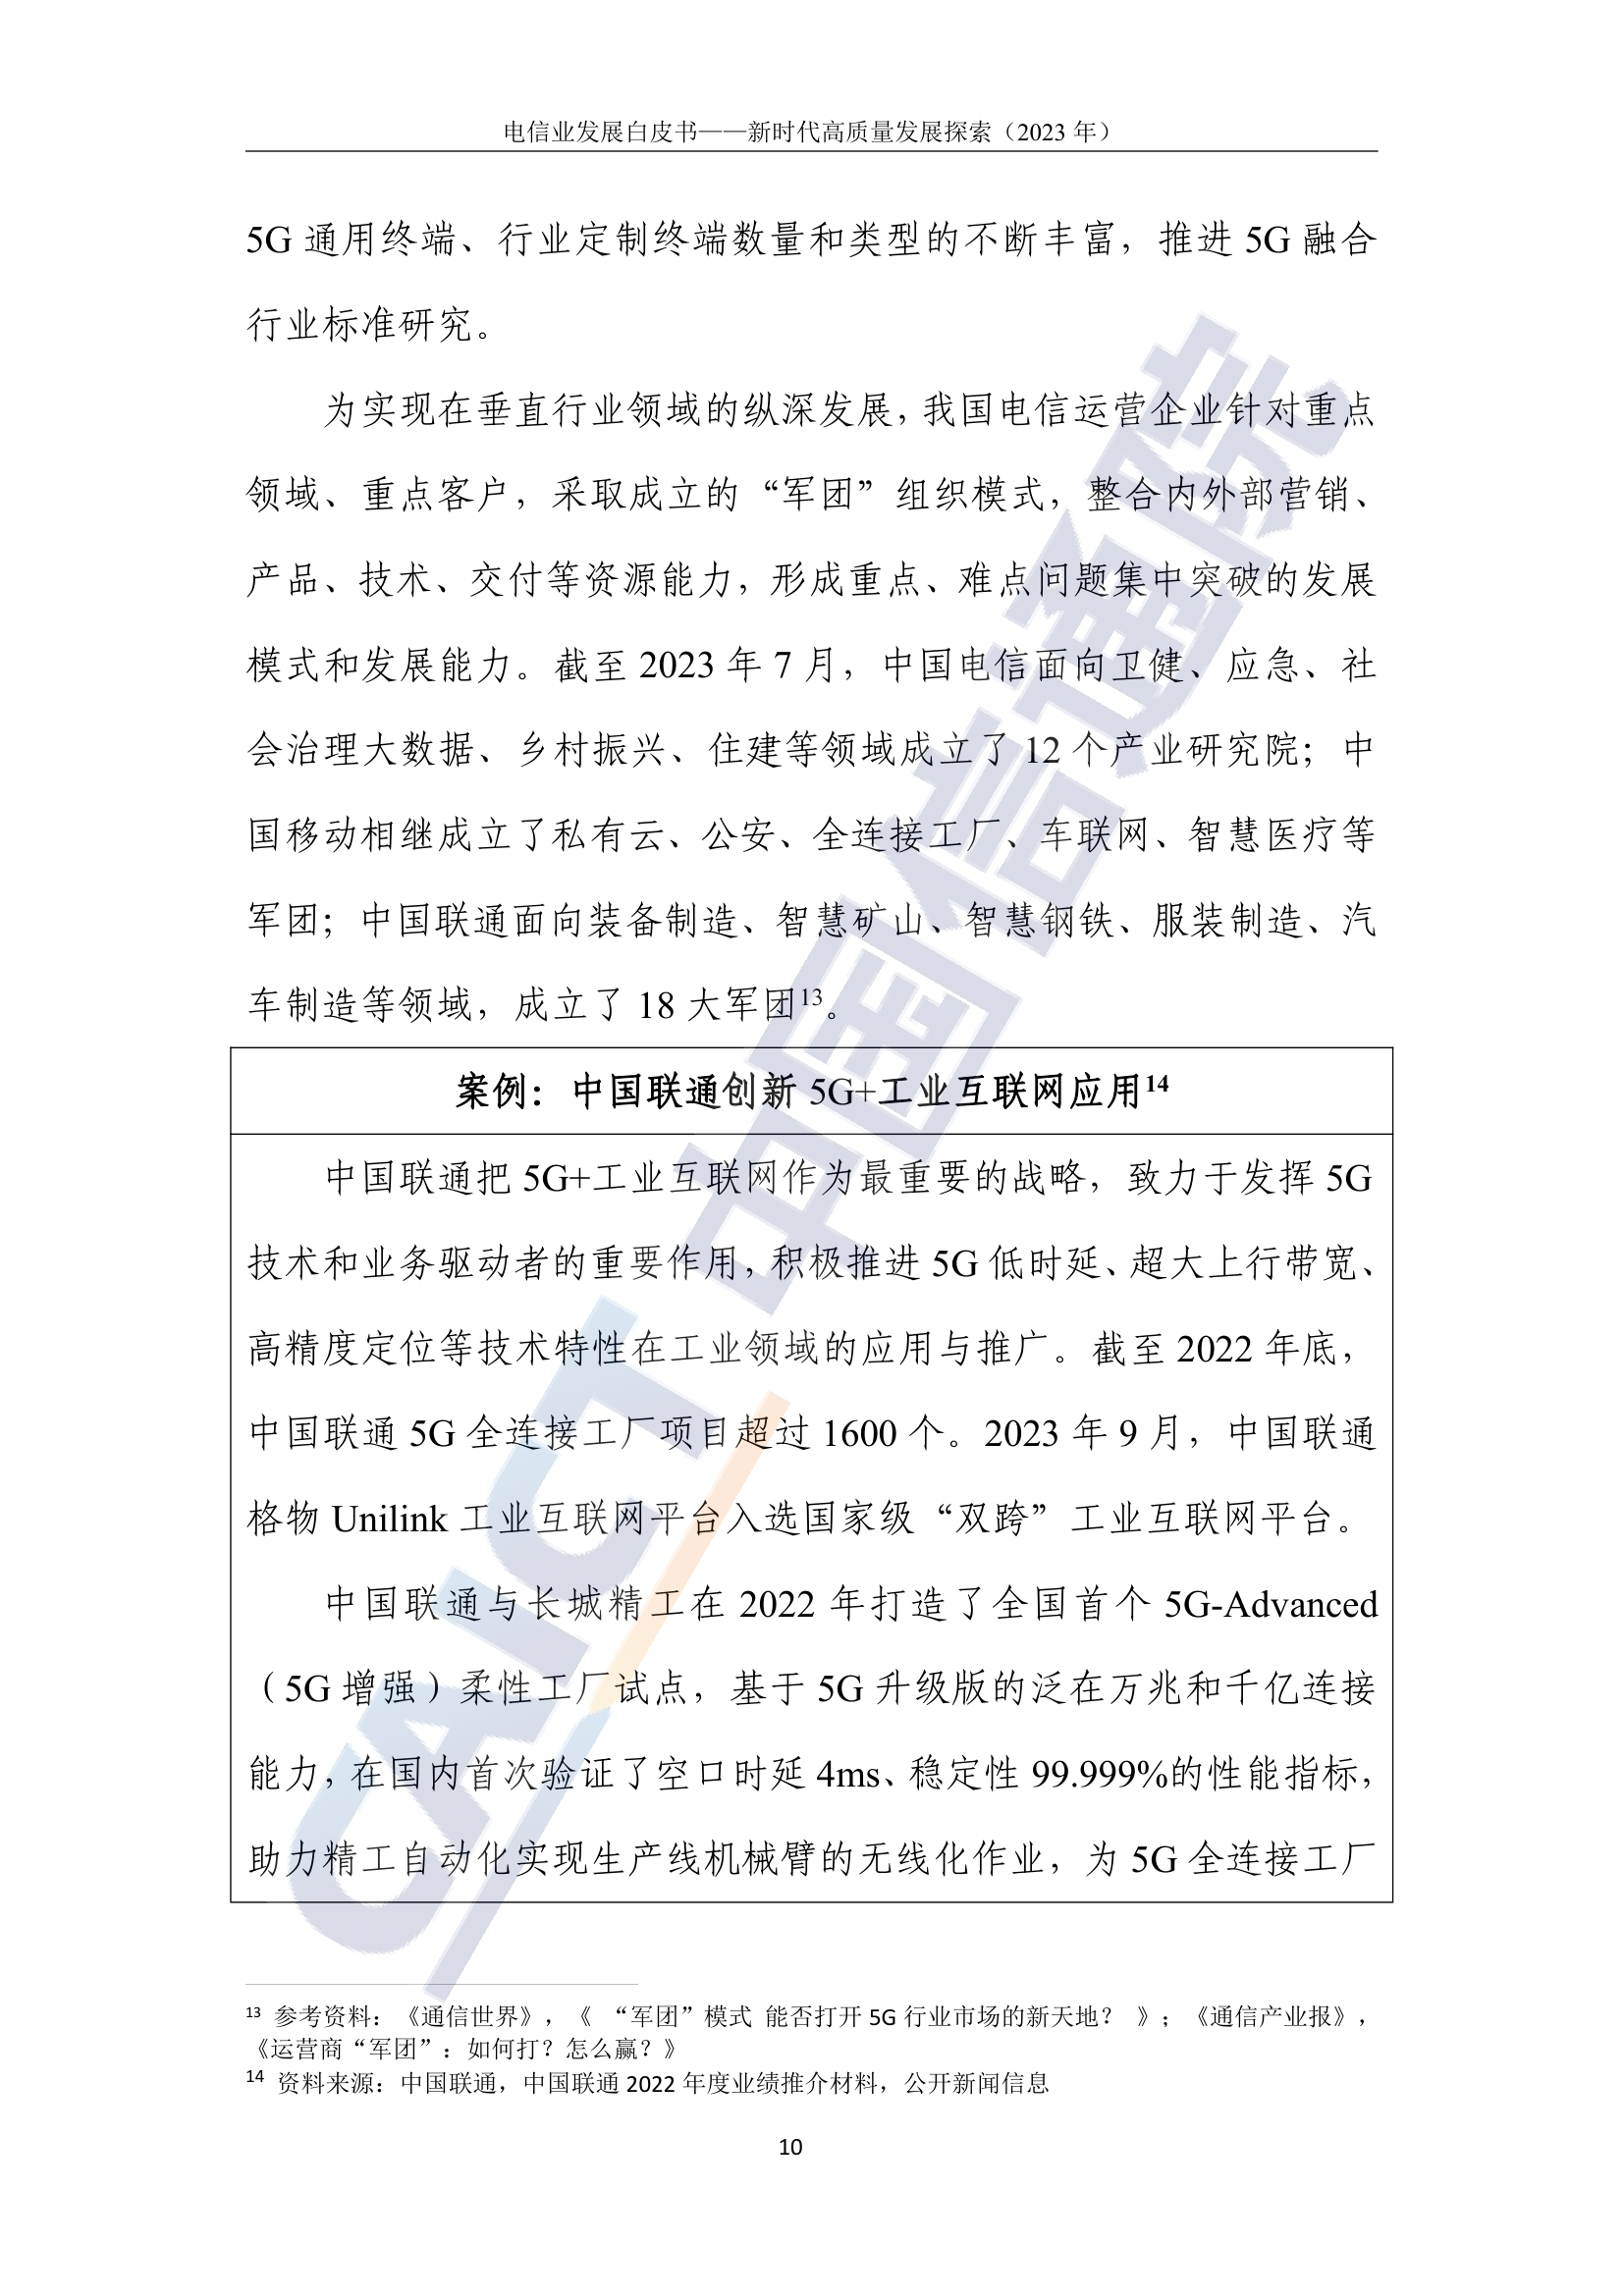 电信业发展白皮书——新时代高质量发展探索（2023 年）
5G 通用终端、行业定制终端数量和类型的不断丰富，推进 5G 融合
行业标准研究。
为实现在垂直行业领域的纵深发展，我国电信运营企业针对重点
领域、重点客户，采取成立的“军团”组织模式，整合内外部营销、
产品、技术、交付等资源能力，形成重点、难点问题集中突破的发展
模式和发展能力。截至 2023 年 7 月，中国电信面向卫健、应急、社
会治理大数据、乡村振兴、住建等领域成立了 12 个产业研究院；中
国移动相继成立了私有云、公安、全连接工厂、车联网、智慧医疗等
军团；中国联通面向装备制造、智慧矿山、智慧钢铁、服装制造、汽
车制造等领域，成立了 18 大军团13。
案例：中国联通创新 5G+工业互联网应用14
中国联通把 5G+工业互联网作为最重要的战略，致力于发挥 5G
技术和业务驱动者的重要作用，积极推进 5G 低时延、超大上行带宽、
高精度定位等技术特性在工业领域的应用与推广。截至 2022 年底，
中国联通 5G 全连接工厂项目超过 1600 个。2023 年 9 月，中国联通
格物 Unilink 工业互联网平台入选国家级“双跨”工业互联网平台。
中国联通与长城精工在 2022 年打造了全国首个 5G-Advanced
（5G 增强）柔性工厂试点，基于 5G 升级版的泛在万兆和千亿连接
能力，在国内首次验证了空口时延 4ms、稳定性 99.999%的性能指标，
助力精工自动化实现生产线机械臂的无线化作业，为 5G 全连接工厂
13 参考资料：《通信世界》，《 “军团”模式 能否打开 5G 行业市场的新天地？ 》；《通信产业报》，
《运营商“军团”：如何打？怎么赢？》
14 资料来源：中国联通，中国联通 2022 年度业绩推介材料，公开新闻信息
10
CAICT 中国信通院